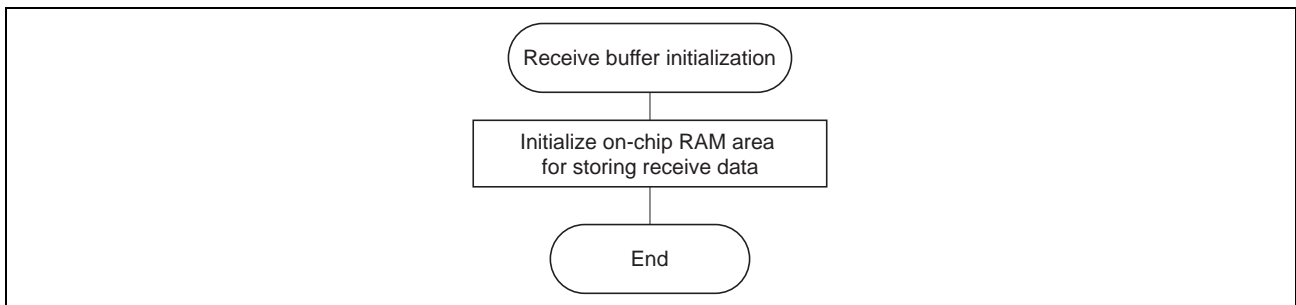 Receive buffer initialization
Initialize on-chip RAM area
for storing receive data
End